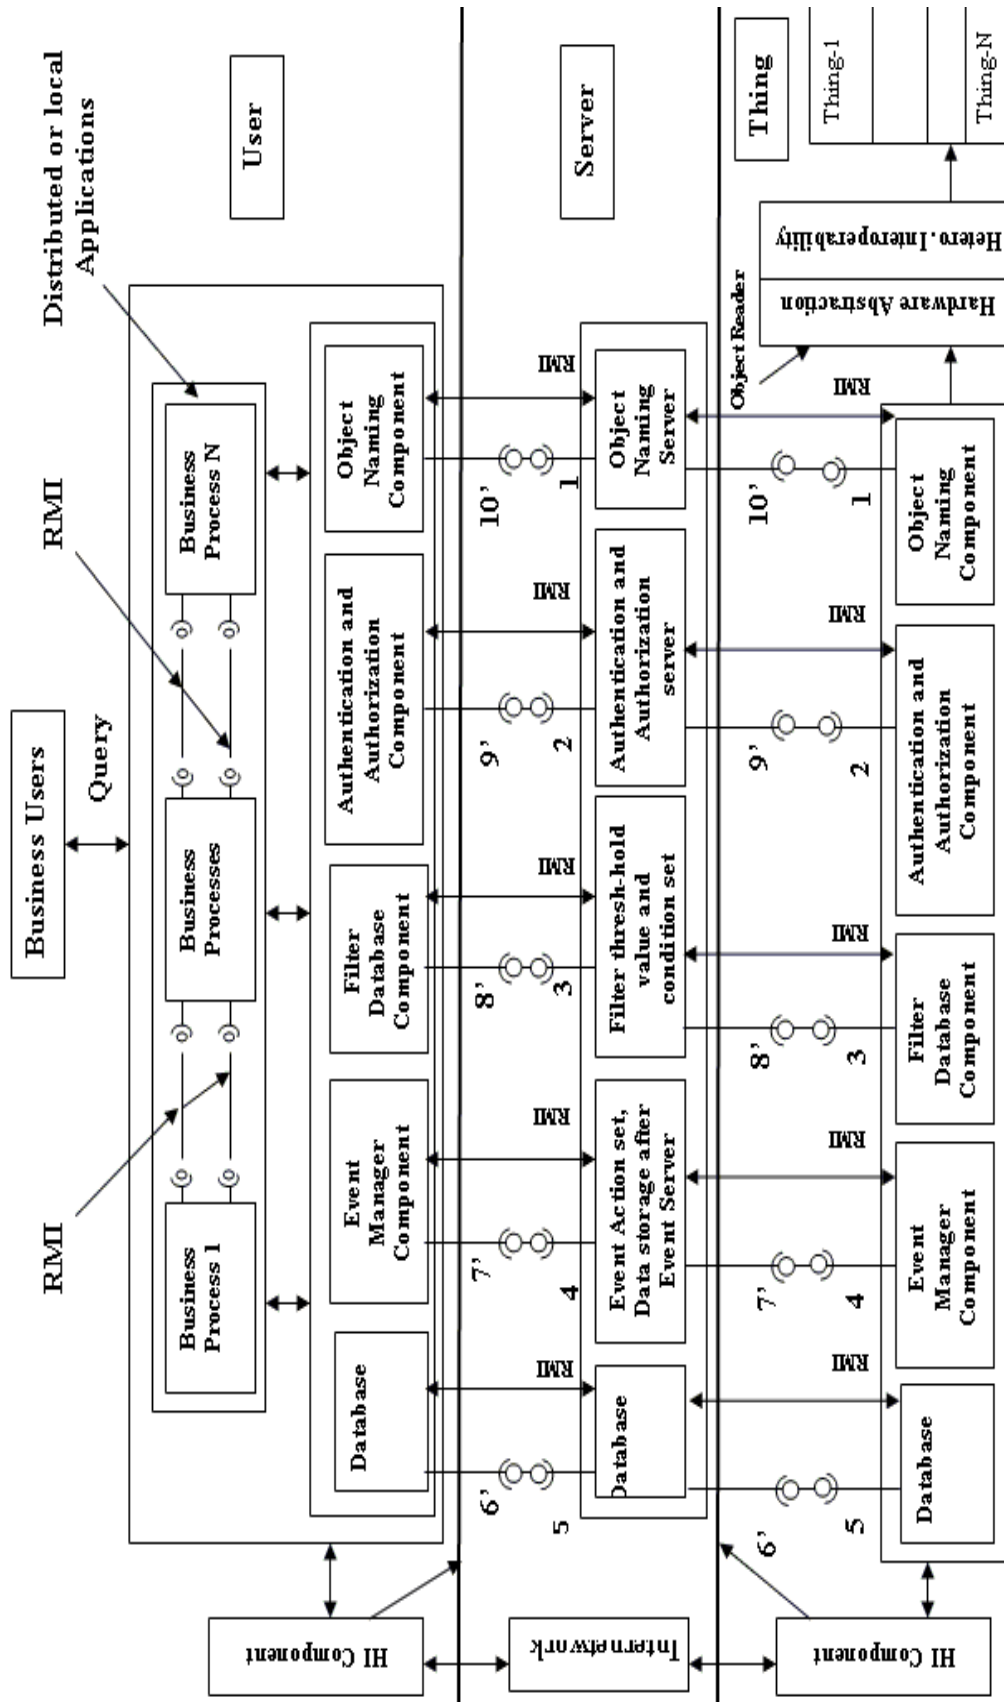 Business Users
Query
RMI
RMI
Distributed or local
Applications
User
Business
Process 1
Business
Processes
Business
Process N
Database
Event
Manager
Component
Filter
Database
Component
Authentication and
Authorization
Component
Object
Naming
Component
6'
5
RMI
7'
4
RMI
8'
3
RMI
9'
2
RMI
10'
1
RMI
Server
Database
Event Action set,
Data storage after
Event Server
Filter thresh-hold
value and
condition set
Authentication and
Authorization
server
Object
Naming
Server
6'
5
RMI
7'
4
RMI
8'
3
RMI
9'
2
RMI
10'
1
RMI
Thing
Database
Event
Manager
Component
Filter
Database
Component
Authentication and
Authorization
Component
Object
Naming
Component
Object Reader
Hardware Abstraction
Hetero. Interoperability
Thing-1
Thing-N
HI Component
Internetwork
HI Component